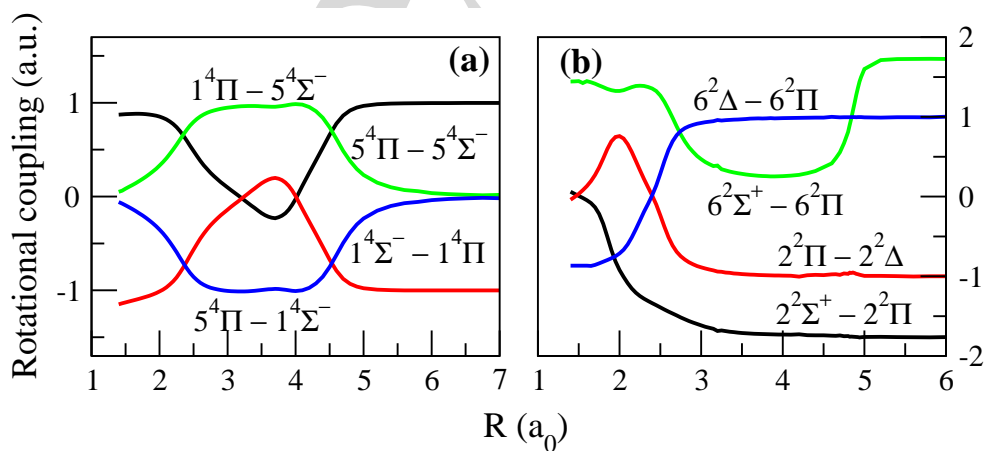 Rotational coupling (a.u.)
(a)
1⁴Π – 5⁴Σ⁻
5⁴Π – 5⁴Σ⁻
1⁴Σ⁻ – 1⁴Π
5⁴Π – 1⁴Σ⁻
1
0
-1
1 2 3 4 5 6 7
(b)
6²Δ – 6²Π
6²Σ⁺ – 6²Π
2²Π – 2²Δ
2²Σ⁺ – 2²Π
2
1
0
-1
-2
1 2 3 4 5 6
R (a₀)